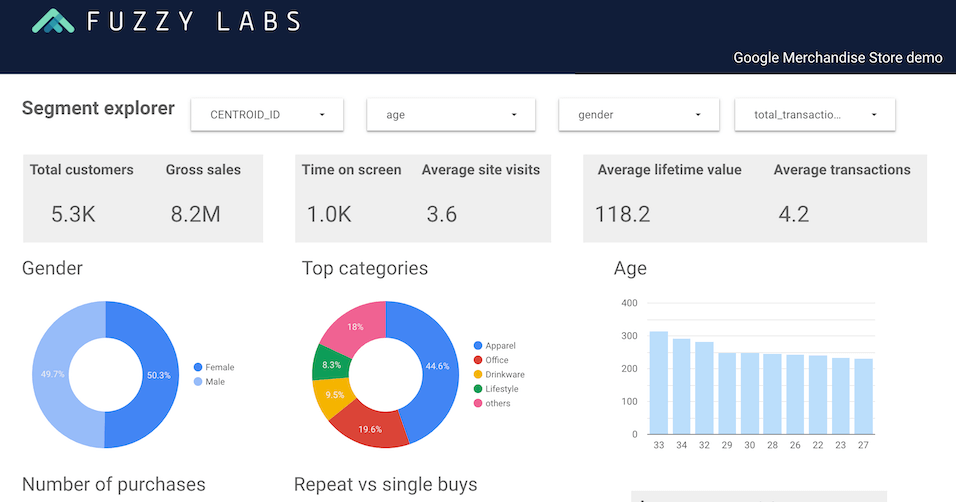 FUZZY LABS
Google Merchandise Store demo
Segment explorer
CENTROID_ID
age
gender
total_transactio...
Total customers
Gross sales
Time on screen
Average site visits
Average lifetime value
Average transactions
5.3K
8.2M
1.0K
3.6
118.2
4.2
Gender
49.7%
50.3%
Female
Male
Top categories
18%
8.3%
9.5%
19.6%
44.6%
Apparel
Office
Drinkware
Lifestyle
others
Age
400
300
200
100
0
33 34 32 29 30 28 26 22 23 27
Number of purchases
Repeat vs single buys